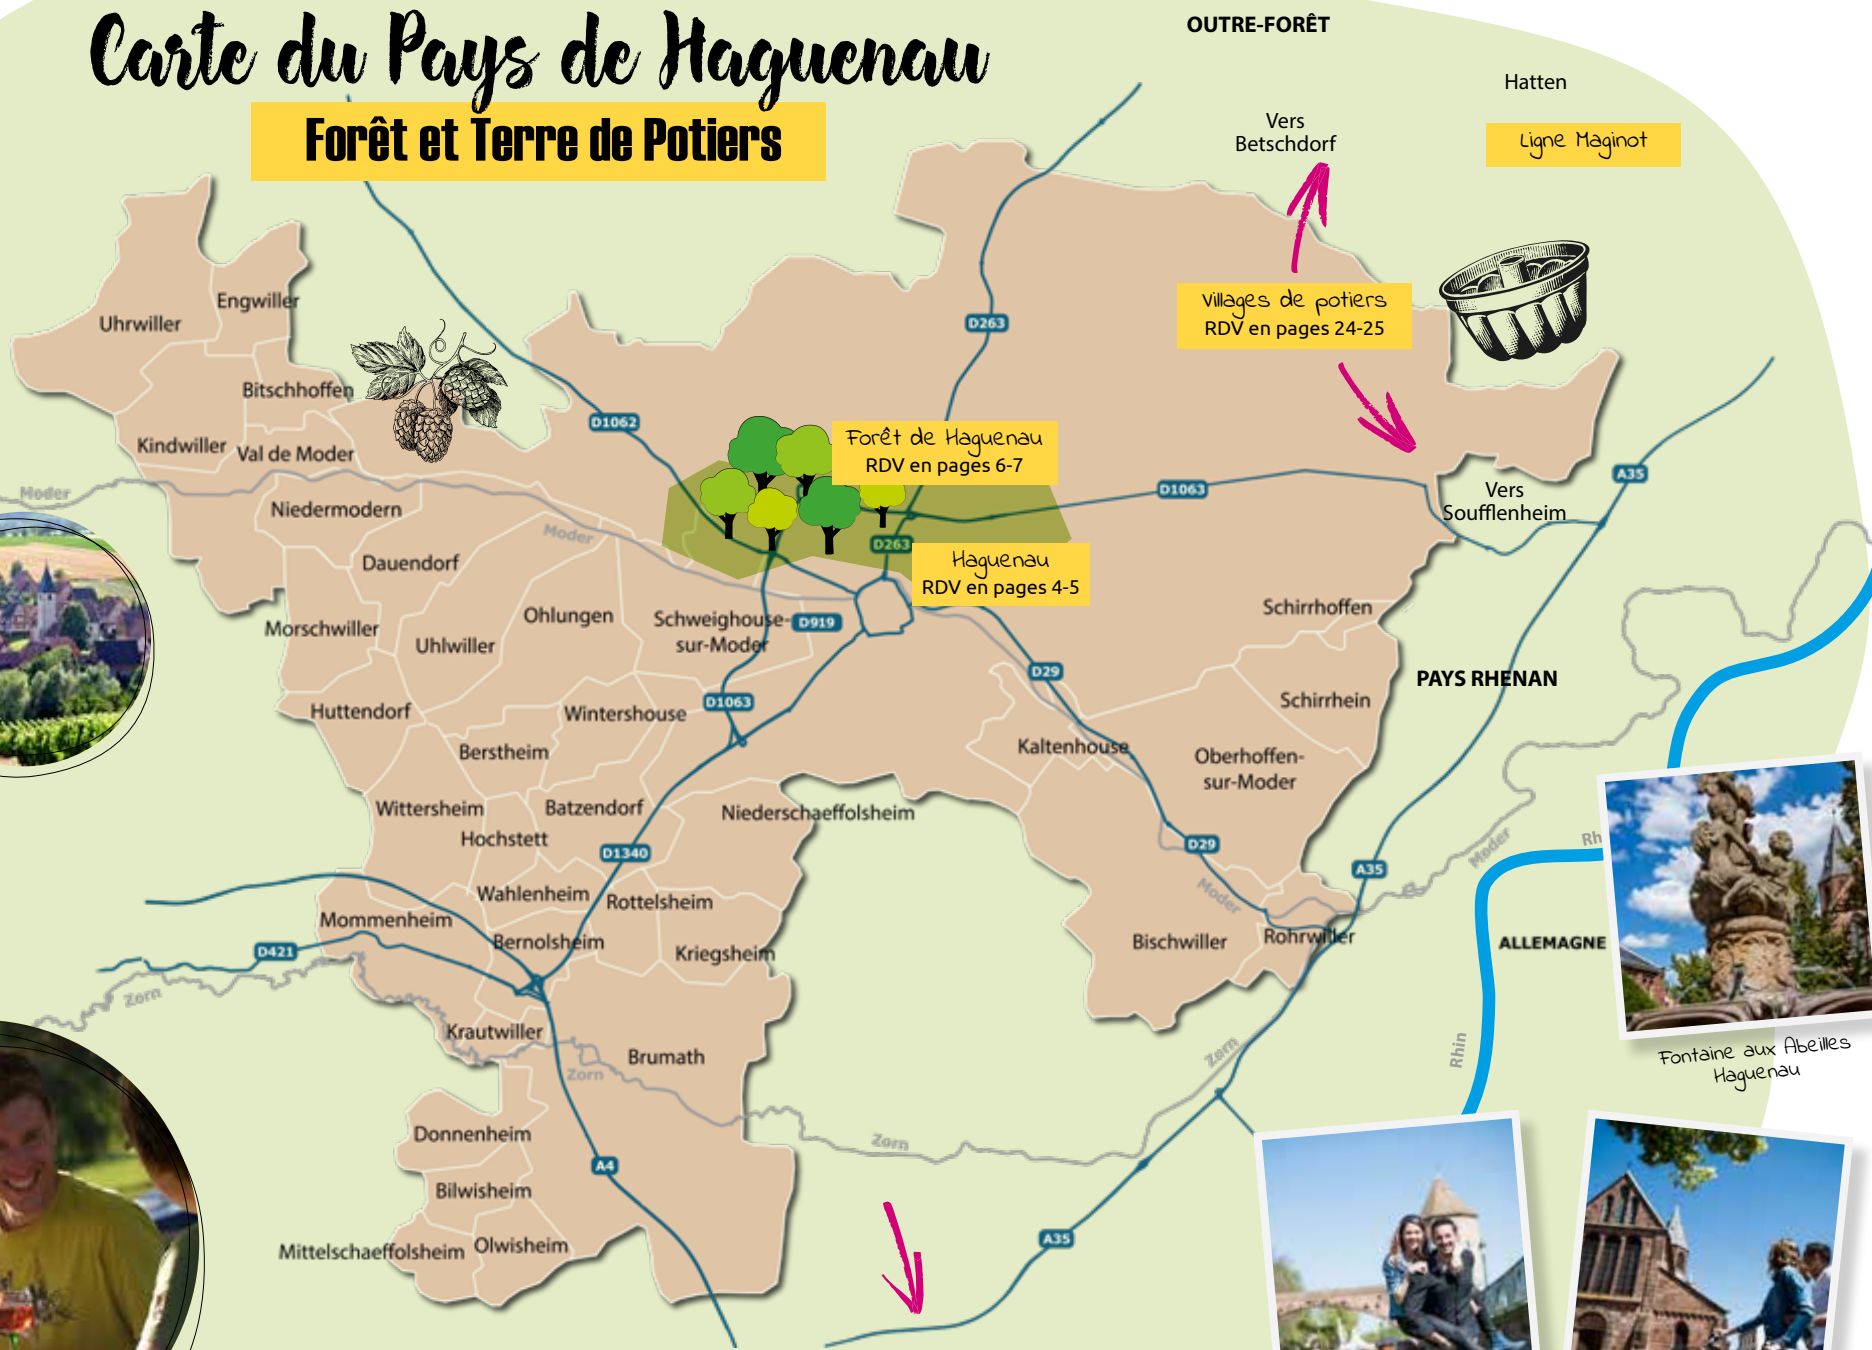 Carte du Pays de Haguenau
Forêt et Terre de Potiers
OUTRE-FORÊT
Hatten
Ligne Maginot
Vers
Betschdorf
Villages de potiers
RDV en pages 24-25
Engwiller
Uhrwiller
D263
Bitschhoffen
D1062
Kindwiller
Val de Moder
Forêt de Haguenau
RDV en pages 6-7
Moder
Niedermodern
D1063
A35
Vers
Soufflenheim
Moder
D263
Dauendorf
Haguenau
RDV en pages 4-5
Ohlungen
Schweighouse-
sur-Moder
D919
Schirrhoffen
Morschwiller
Uhlwiller
D29
PAYS RHENAN
Schirrhein
Huttendorf
Wintershouse
D1063
Berstheim
Kaltenhouse
Oberhoffen-
sur-Moder
Wittersheim
Batzendorf
Niederschaeffolsheim
Hochstett
D1340
D29
Moder
Rh
A35
Wahlenheim
Rottelsheim
Moder
Mommenheim
Bernolsheim
Kriegsheim
Bischwiller
Rohrwiller
ALLEMAGNE
D421
Zorn
Krautwiller
Brumath
Zorn
Zorn
Rhin
Fontaine aux Abeilles
Haguenau
Donnenheim
Zorn
A4
Bilwisheim
Mittelschaeffolsheim
Olwisheim
A35